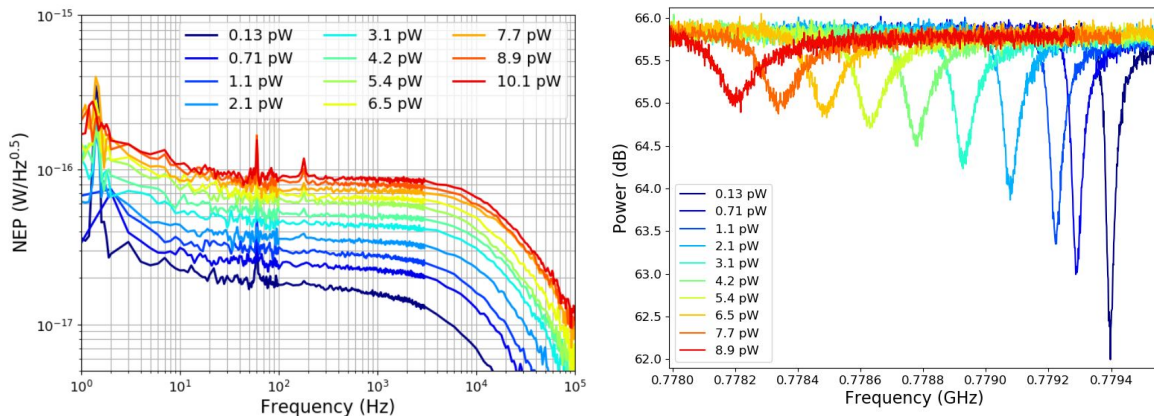 10⁻¹⁵
10⁻¹⁶
10⁻¹⁷
NEP (W/Hz⁰·⁵)
0.13 pW
0.71 pW
1.1 pW
2.1 pW
3.1 pW
4.2 pW
5.4 pW
6.5 pW
7.7 pW
8.9 pW
10.1 pW
10⁰
10¹
10²
10³
10⁴
10⁵
Frequency (Hz)
66.0
65.5
65.0
64.5
64.0
63.5
63.0
62.5
62.0
Power (dB)
0.13 pW
0.71 pW
1.1 pW
2.1 pW
3.1 pW
4.2 pW
5.4 pW
6.5 pW
7.7 pW
8.9 pW
0.7780
0.7782
0.7784
0.7786
0.7788
0.7790
0.7792
0.7794
Frequency (GHz)